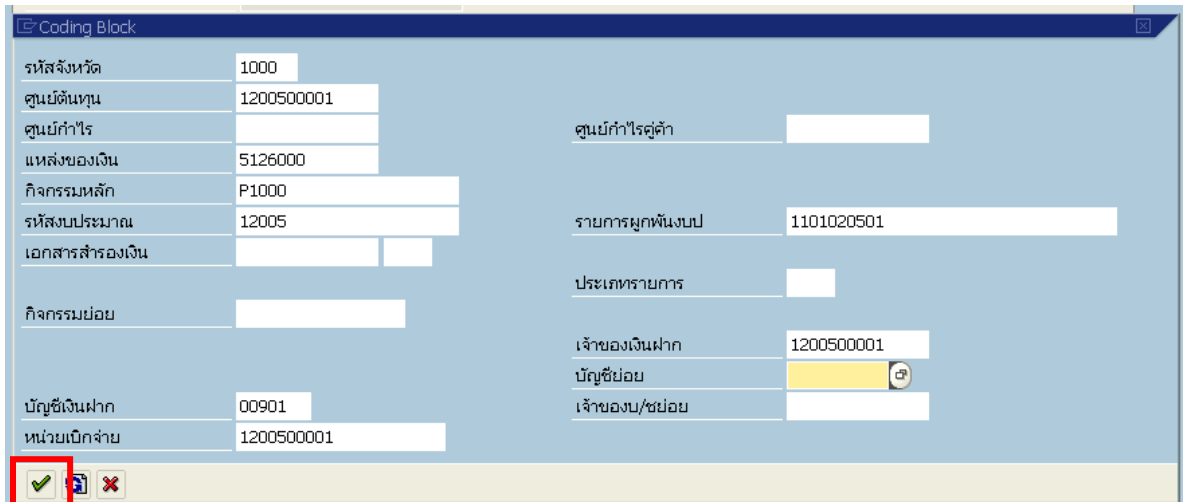 Coding Block
รหัสจังหวัด 1000
ศูนย์ต้นทุน 1200500001
ศูนย์กำไร ศูนย์กำไรคู่ค้า
แหล่งของเงิน 5126000
กิจกรรมหลัก P1000
รหัสงบประมาณ 12005 รายการผูกพันงบป 1101020501
เอกสารสำรองเงิน
ประเภทรายการ
กิจกรรมย่อย
เจ้าของเงินฝาก 1200500001
บัญชีย่อย
บัญชีเงินฝาก 00901 เจ้าของบ/ชย่อย
หน่วยเบิกจ่าย 1200500001